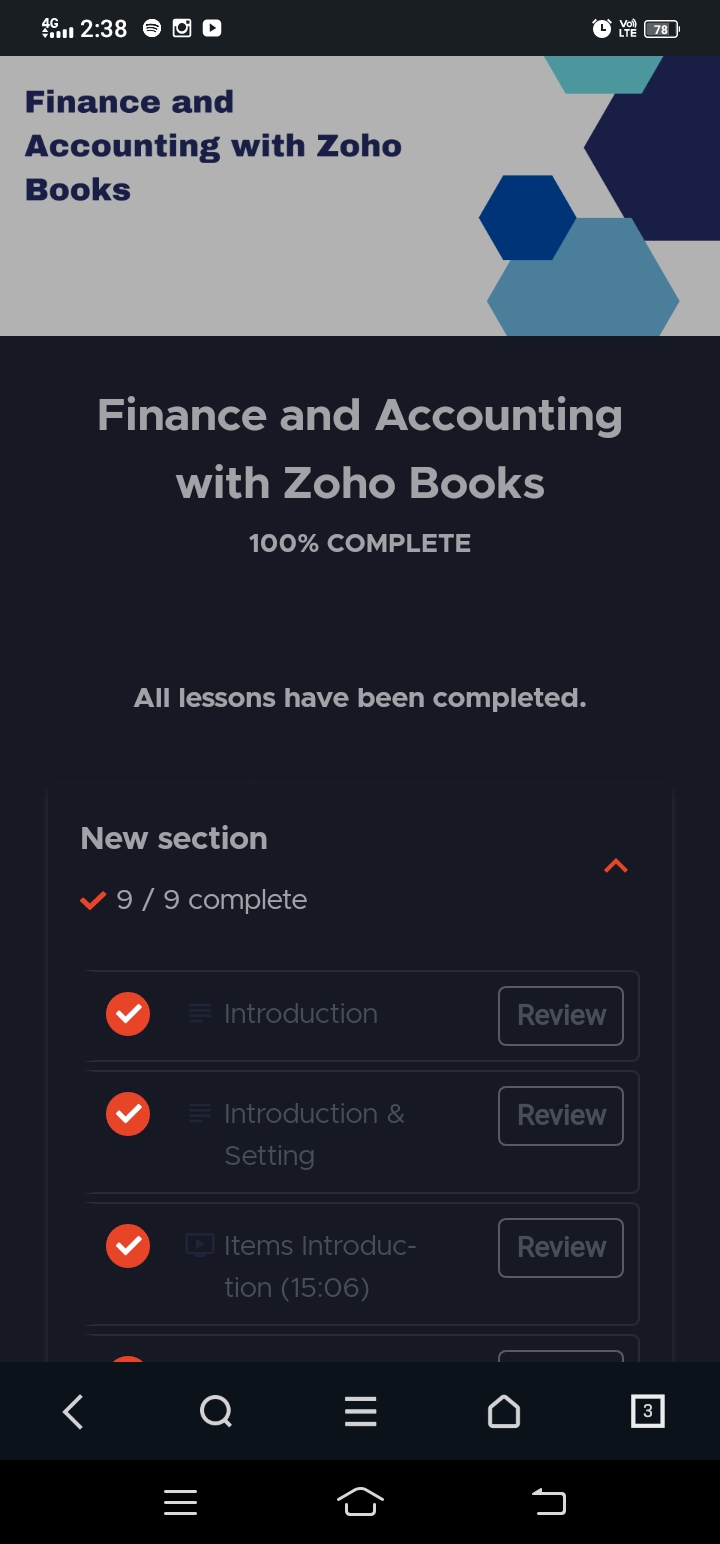 4G 2:38 Vo) LTE 78
Finance and
Accounting with Zoho
Books
Finance and Accounting
with Zoho Books
100% COMPLETE
All lessons have been completed.
New section
9 / 9 complete
Introduction Review
Introduction & Review
Setting
Items Introduc- Review
tion (15:06)
3